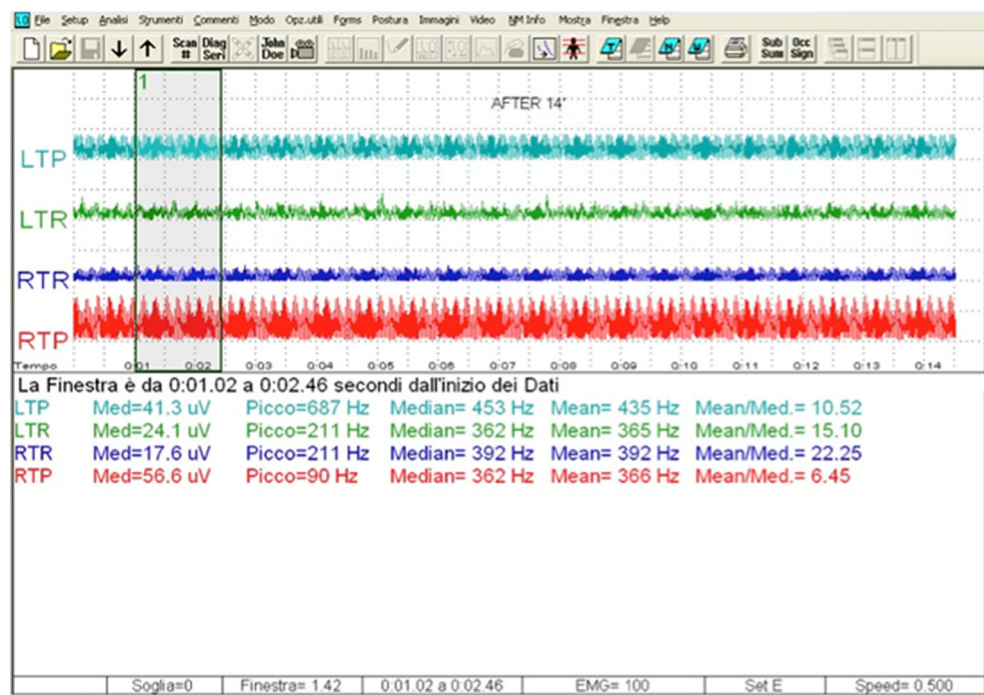 File Setup Analisi Strumenti Commenti Modo Opz.utili Forms Postura Immagini Video NM Info Mostra Finestra Help
Scan # Diag Seri John Doe Sub Sum Occ Sign
1
AFTER 14'
LTP
LTR
RTR
RTP
Tempo 0:01 0:02 0:03 0:04 0:05 0:06 0:07 0:08 0:09 0:10 0:11 0:12 0:13 0:14
La Finestra è da 0:01.02 a 0:02.46 secondi dall'inizio dei Dati
LTP Med=41.3 uV Picco=687 Hz Median= 453 Hz Mean= 435 Hz Mean/Med.= 10.52
LTR Med=24.1 uV Picco=211 Hz Median= 362 Hz Mean= 365 Hz Mean/Med.= 15.10
RTR Med=17.6 uV Picco=211 Hz Median= 392 Hz Mean= 392 Hz Mean/Med.= 22.25
RTP Med=56.6 uV Picco=90 Hz Median= 362 Hz Mean= 366 Hz Mean/Med.= 6.45
Soglia=0 Finestra= 1.42 0:01.02 a 0:02.46 EMG= 100 Set E Speed= 0.500